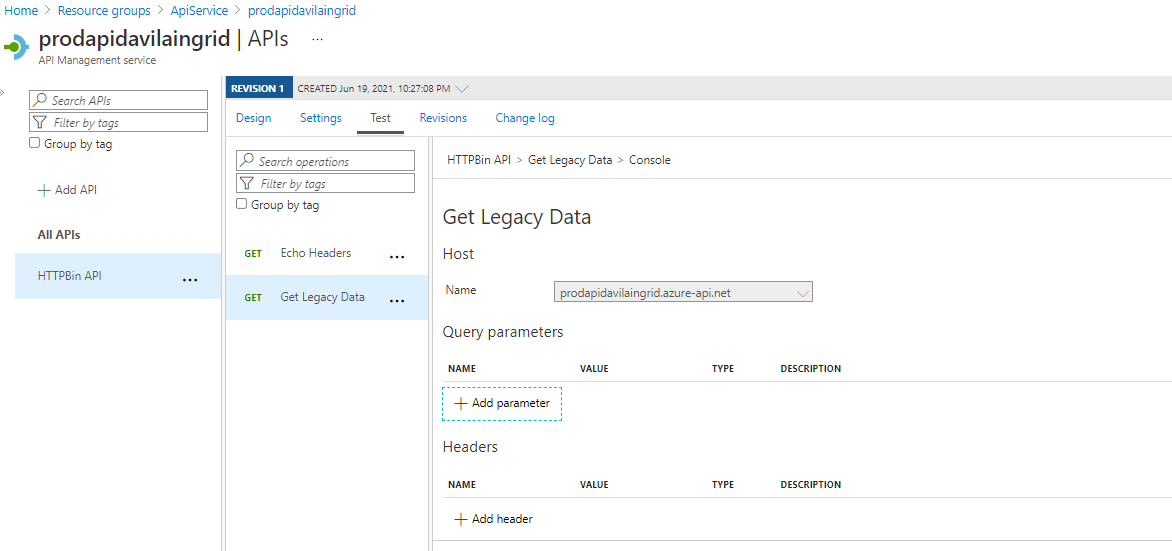 Home > Resource groups > ApiService > prodapidavilaingrid
prodapidavilaingrid | APIs ...
API Management service
Search APIs
Filter by tags
Group by tag
+ Add API
All APIs
HTTPBin API ...
REVISION 1 CREATED Jun 19, 2021, 10:27:08 PM
Design Settings Test Revisions Change log
Search operations
Filter by tags
Group by tag
GET Echo Headers ...
GET Get Legacy Data ...
HTTPBin API > Get Legacy Data > Console
Get Legacy Data
Host
Name prodapidavilaingrid.azure-api.net
Query parameters
NAME VALUE TYPE DESCRIPTION
+ Add parameter
Headers
NAME VALUE TYPE DESCRIPTION
+ Add header